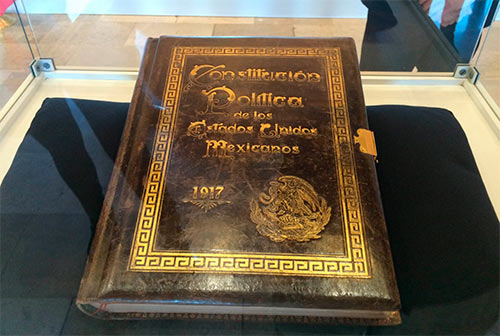 Constitución
Política
de los
Estados Unidos
Mexicanos
1917